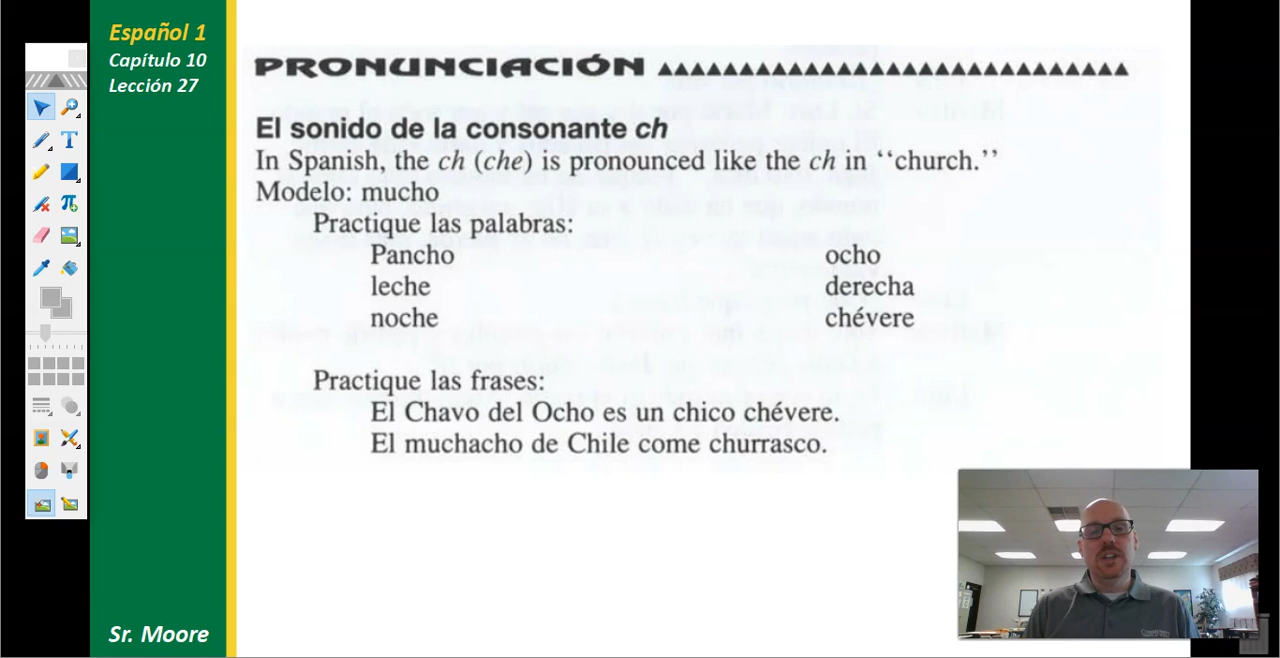 Español 1
Capítulo 10
Lección 27
PRONUNCIACIÓN
El sonido de la consonante ch
In Spanish, the ch (che) is pronounced like the ch in ‘‘church.’’
Modelo: mucho
Practique las palabras:
Pancho ocho
leche derecha
noche chévere
Practique las frases:
El Chavo del Ocho es un chico chévere.
El muchacho de Chile come churrasco.
Sr. Moore